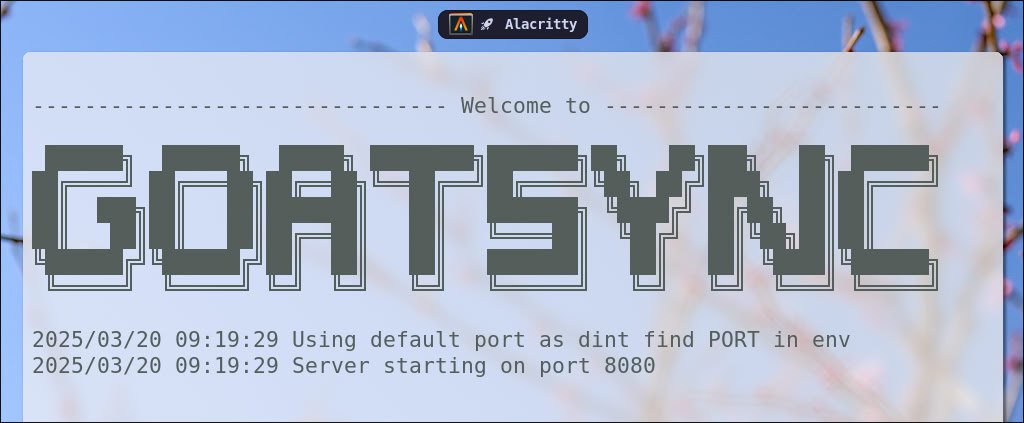 Alacritty
-------------------------------- Welcome to --------------------------
GOATSYNC
2025/03/20 09:19:29 Using default port as dint find PORT in env
2025/03/20 09:19:29 Server starting on port 8080